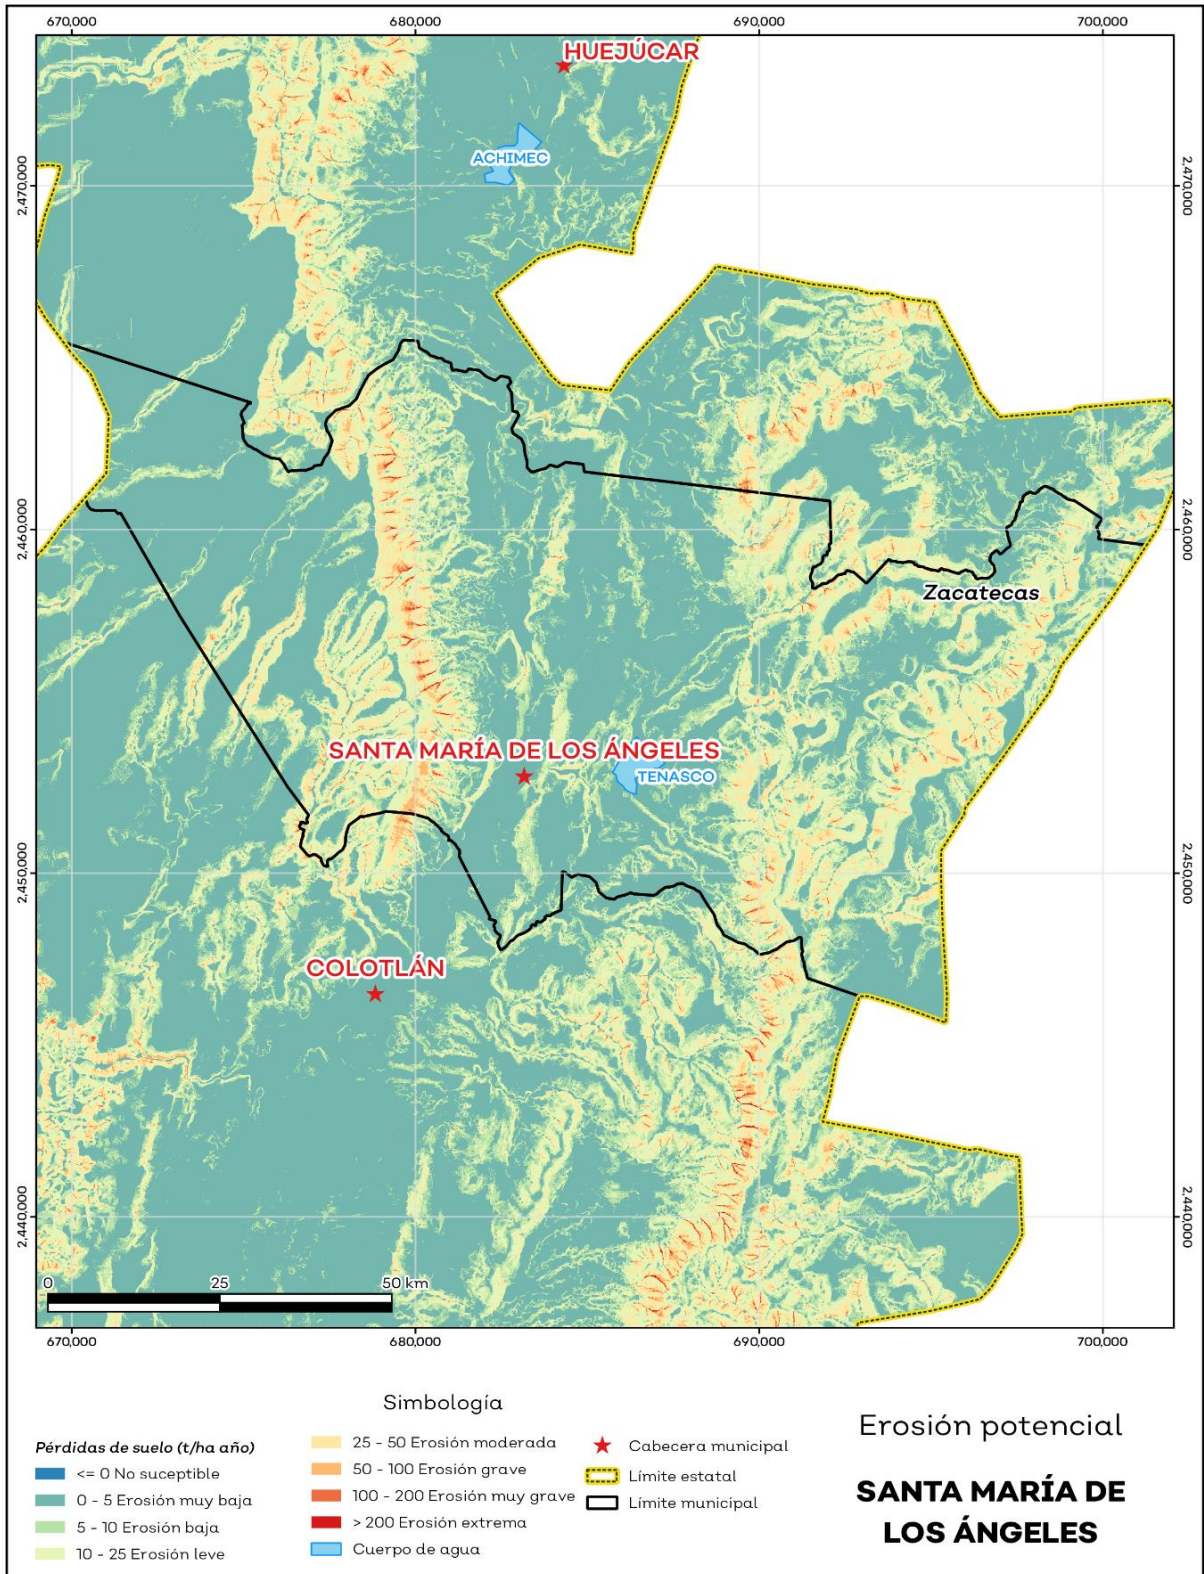 670,000
680,000
690,000
700,000
HUEJÚCAR
ACHIMEC
2,470,000
2,470,000
2,460,000
2,460,000
Zacatecas
SANTA MARÍA DE LOS ÁNGELES
TENASCO
2,450,000
2,450,000
COLOTLÁN
2,440,000
2,440,000
0
25
50 km
670,000
680,000
690,000
700,000
Simbología
Pérdidas de suelo (t/ha año)
<= 0 No suceptible
0 - 5 Erosión muy baja
5 - 10 Erosión baja
10 - 25 Erosión leve
25 - 50 Erosión moderada
50 - 100 Erosión grave
100 - 200 Erosión muy grave
> 200 Erosión extrema
Cuerpo de agua
Cabecera municipal
Límite estatal
Límite municipal
Erosión potencial
SANTA MARÍA DE
LOS ÁNGELES